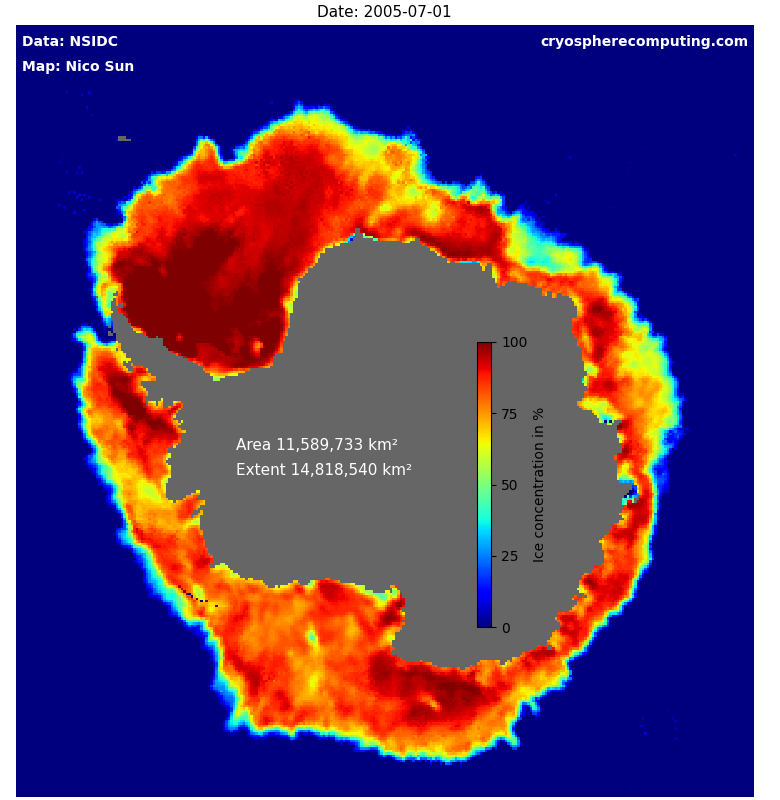 Date: 2005-07-01
Data: NSIDC
cryospherecomputing.com
Map: Nico Sun
100
75
50
25
0
Ice concentration in %
Area 11,589,733 km²
Extent 14,818,540 km²